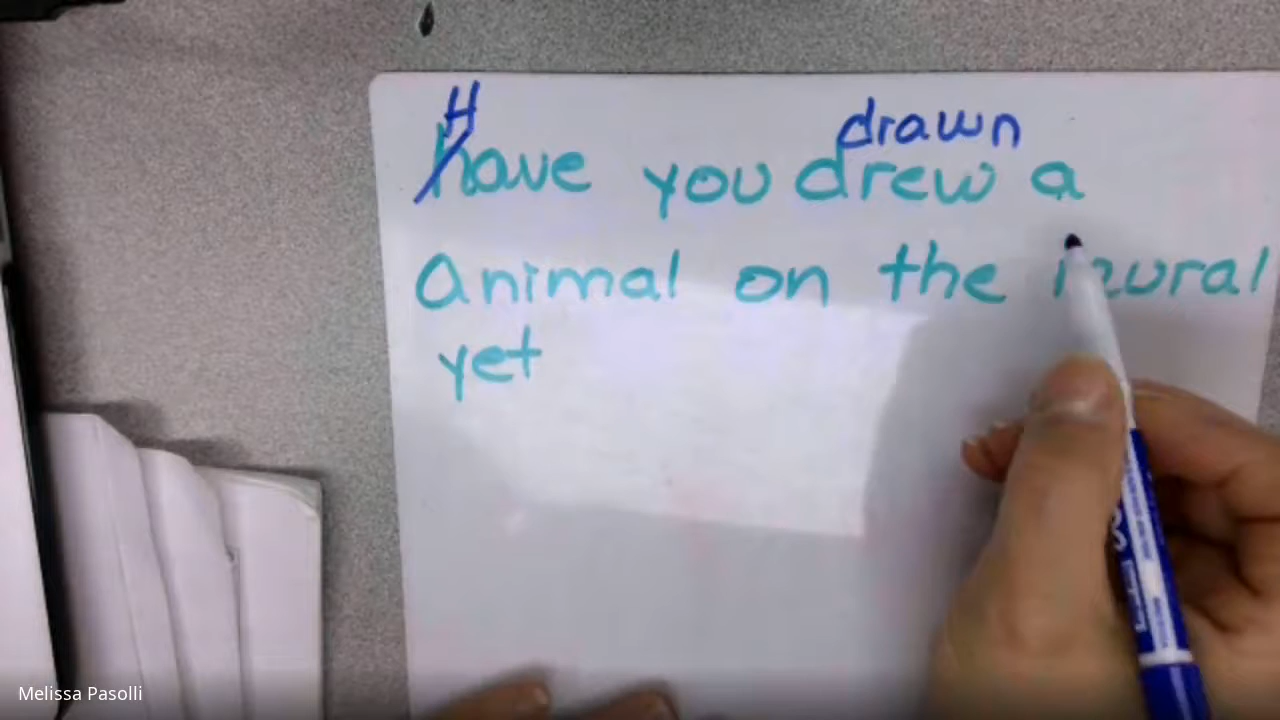 H
drawn
have you drew a
animal on the mural
yet
Melissa Pasolli